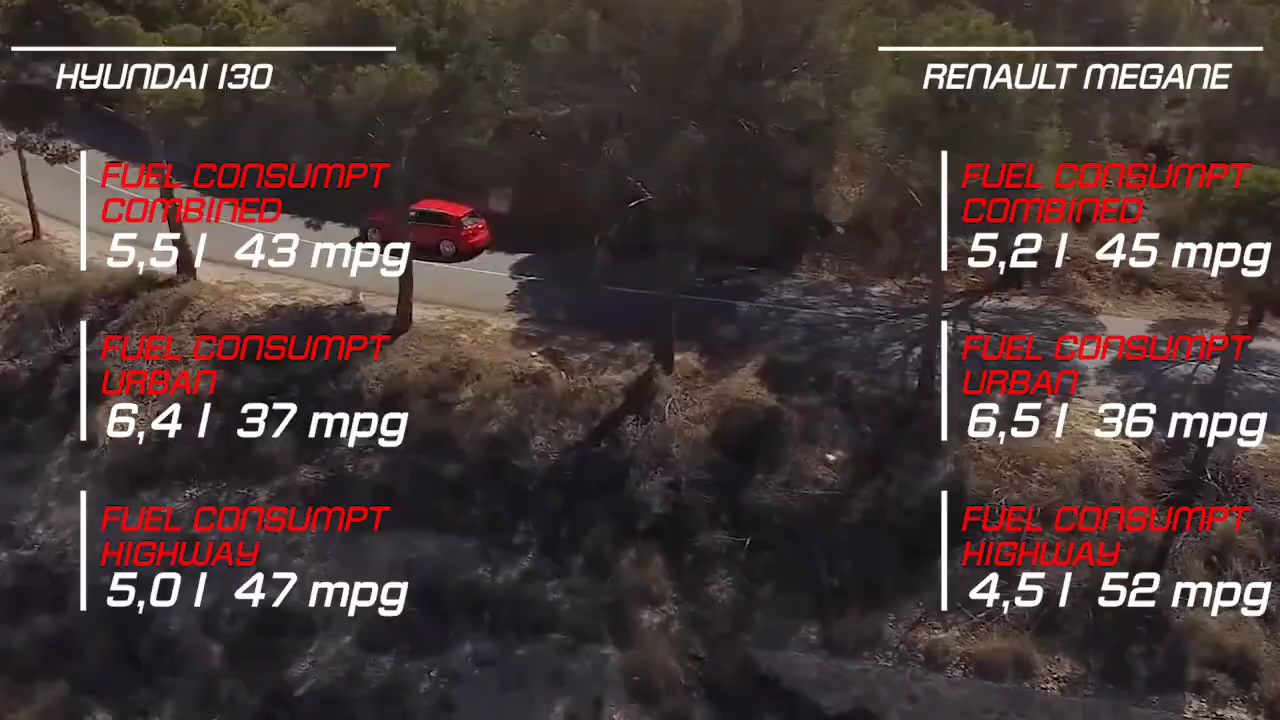 HYUNDAI I30
FUEL CONSUMPT
COMBINED
5,5 l 43 mpg
FUEL CONSUMPT
URBAN
6,4 l 37 mpg
FUEL CONSUMPT
HIGHWAY
5,0 l 47 mpg
RENAULT MEGANE
FUEL CONSUMPT
COMBINED
5,2 l 45 mpg
FUEL CONSUMPT
URBAN
6,5 l 36 mpg
FUEL CONSUMPT
HIGHWAY
4,5 l 52 mpg